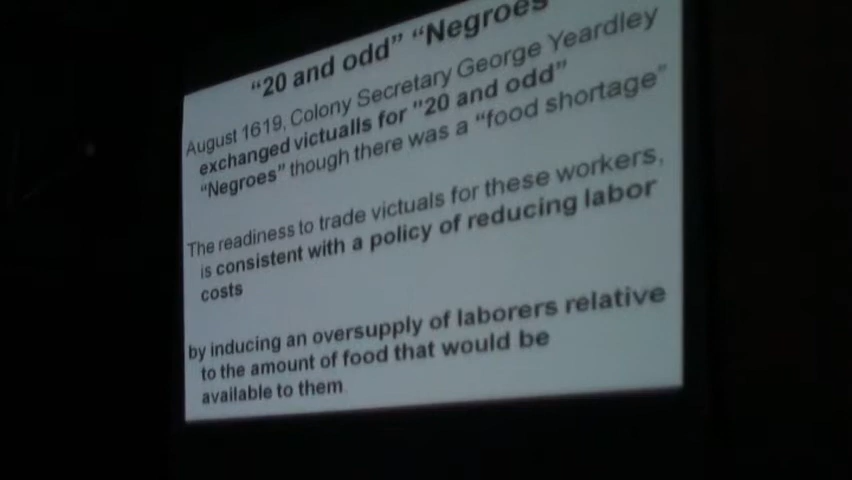 “20 and odd” “Negroes
August 1619, Colony Secretary George Yeardley
exchanged victualls for "20 and odd”
“Negroes” though there was a “food shortage”
The readiness to trade victuals for these workers,
is consistent with a policy of reducing labor
costs
by inducing an oversupply of laborers relative
to the amount of food that would be
available to them